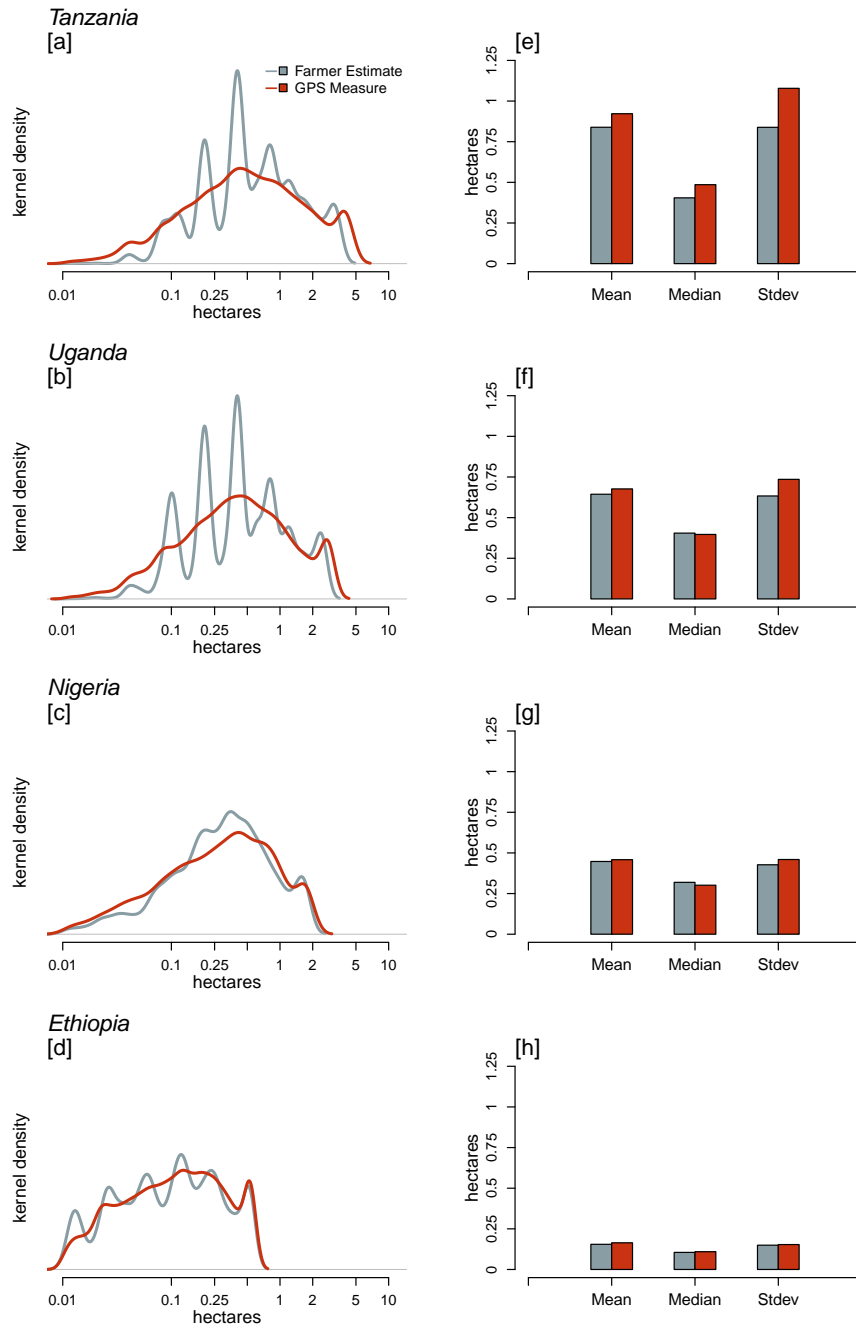 Tanzania
[a]
Farmer Estimate
GPS Measure
kernel density
0.01 0.1 0.25 1 2 5 10
hectares
[e]
hectares
0 0.25 0.5 0.75 1 1.25
Mean Median Stdev
Uganda
[b]
kernel density
0.01 0.1 0.25 1 2 5 10
hectares
[f]
hectares
0 0.25 0.5 0.75 1 1.25
Mean Median Stdev
Nigeria
[c]
kernel density
0.01 0.1 0.25 1 2 5 10
hectares
[g]
hectares
0 0.25 0.5 0.75 1 1.25
Mean Median Stdev
Ethiopia
[d]
kernel density
0.01 0.1 0.25 1 2 5 10
hectares
[h]
hectares
0 0.25 0.5 0.75 1 1.25
Mean Median Stdev